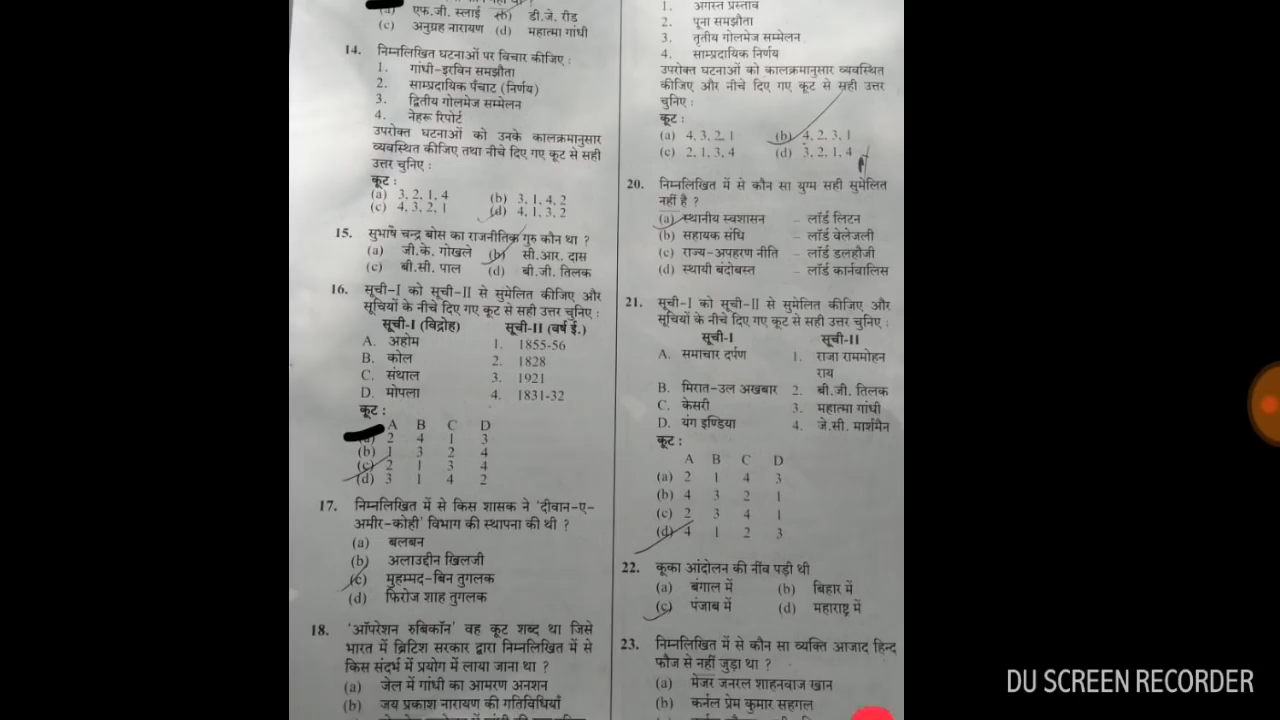 (a) एफ.जी. स्लाई (b) डी.जे. रीड
(c) अनुग्रह नारायण (d) महात्मा गांधी
14. निम्नलिखित घटनाओं पर विचार कीजिए :
1. गांधी-इरविन समझौता
2. साम्प्रदायिक पँचाट (निर्णय)
3. द्वितीय गोलमेज सम्मेलन
4. नेहरू रिपोर्ट
उपरोक्त घटनाओं को उनके कालक्रमानुसार
व्यवस्थित कीजिए तथा नीचे दिए गए कूट से सही
उत्तर चुनिए :
कूट :
(a) 3, 2, 1, 4 (b) 3, 1, 4, 2
(c) 4, 3, 2, 1 (d) 4, 1, 3, 2
15. सुभाष चन्द्र बोस का राजनीतिक गुरु कौन था ?
(a) जी.के. गोखले (b) सी.आर. दास
(c) बी.सी. पाल (d) बी.जी. तिलक
16. सूची-I को सूची-II से सुमेलित कीजिए और
सूचियों के नीचे दिए गए कूट से सही उत्तर चुनिए :
सूची-I (विद्रोह) सूची-II (वर्ष ई.)
A. अहोम 1. 1855-56
B. कोल 2. 1828
C. संथाल 3. 1921
D. मोपला 4. 1831-32
कूट :
A B C D
(a) 2 4 1 3
(b) 1 3 2 4
(c) 2 1 3 4
(d) 3 1 4 2
17. निम्नलिखित में से किस शासक ने 'दीवान-ए-
अमीर-कोही' विभाग की स्थापना की थी ?
(a) बलबन
(b) अलाउद्दीन खिलजी
(c) मुहम्मद-बिन तुगलक
(d) फिरोज शाह तुगलक
18. 'ऑपरेशन रुबिकॉन' वह कूट शब्द था जिसे
भारत में ब्रिटिश सरकार द्वारा निम्नलिखित में से
किस संदर्भ में प्रयोग में लाया जाना था ?
(a) जेल में गांधी का आमरण अनशन
(b) जय प्रकाश नारायण की गतिविधियाँ
1. अगस्त प्रस्ताव
2. पूना समझौता
3. तृतीय गोलमेज सम्मेलन
4. साम्प्रदायिक निर्णय
उपरोक्त घटनाओं को कालक्रमानुसार व्यवस्थित
कीजिए और नीचे दिए गए कूट से सही उत्तर
चुनिए :
कूट :
(a) 4, 3, 2, 1 (b) 4, 2, 3, 1
(c) 2, 1, 3, 4 (d) 3, 2, 1, 4
20. निम्नलिखित में से कौन सा युग्म सही सुमेलित
नहीं है ?
(a) स्थानीय स्वशासन – लॉर्ड लिटन
(b) सहायक संधि – लॉर्ड वेलेजली
(c) राज्य-अपहरण नीति – लॉर्ड डलहौजी
(d) स्थायी बंदोबस्त – लॉर्ड कार्नवालिस
21. सूची-I को सूची-II से सुमेलित कीजिए और
सूचियों के नीचे दिए गए कूट से सही उत्तर चुनिए :
सूची-I सूची-II
A. समाचार दर्पण 1. राजा राममोहन
राय
B. मिरात-उल अखबार 2. बी.जी. तिलक
C. केसरी 3. महात्मा गांधी
D. यंग इण्डिया 4. जे.सी. मार्शमैन
कूट :
A B C D
(a) 2 1 4 3
(b) 4 3 2 1
(c) 2 3 4 1
(d) 4 1 2 3
22. कूका आंदोलन की नींव पड़ी थी
(a) बंगाल में (b) बिहार में
(c) पंजाब में (d) महाराष्ट्र में
23. निम्नलिखित में से कौन सा व्यक्ति आजाद हिन्द
फौज से नहीं जुड़ा था ?
(a) मेजर जनरल शाहनवाज खान
(b) कर्नल प्रेम कुमार सहगल
DU SCREEN RECORDER